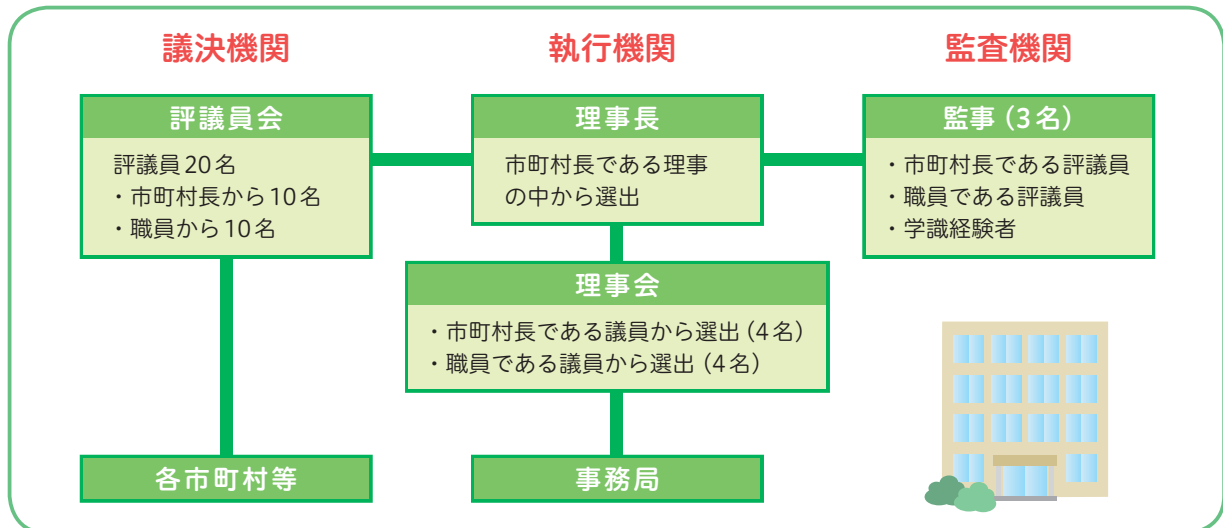 議決機関
評議員会
評議員20名
・市町村長から10名
・職員から10名
各市町村等
執行機関
理事長
市町村長である理事
の中から選出
理事会
・市町村長である議員から選出(4名)
・職員である議員から選出(4名)
事務局
監査機関
監事(3名)
・市町村長である評議員
・職員である評議員
・学識経験者